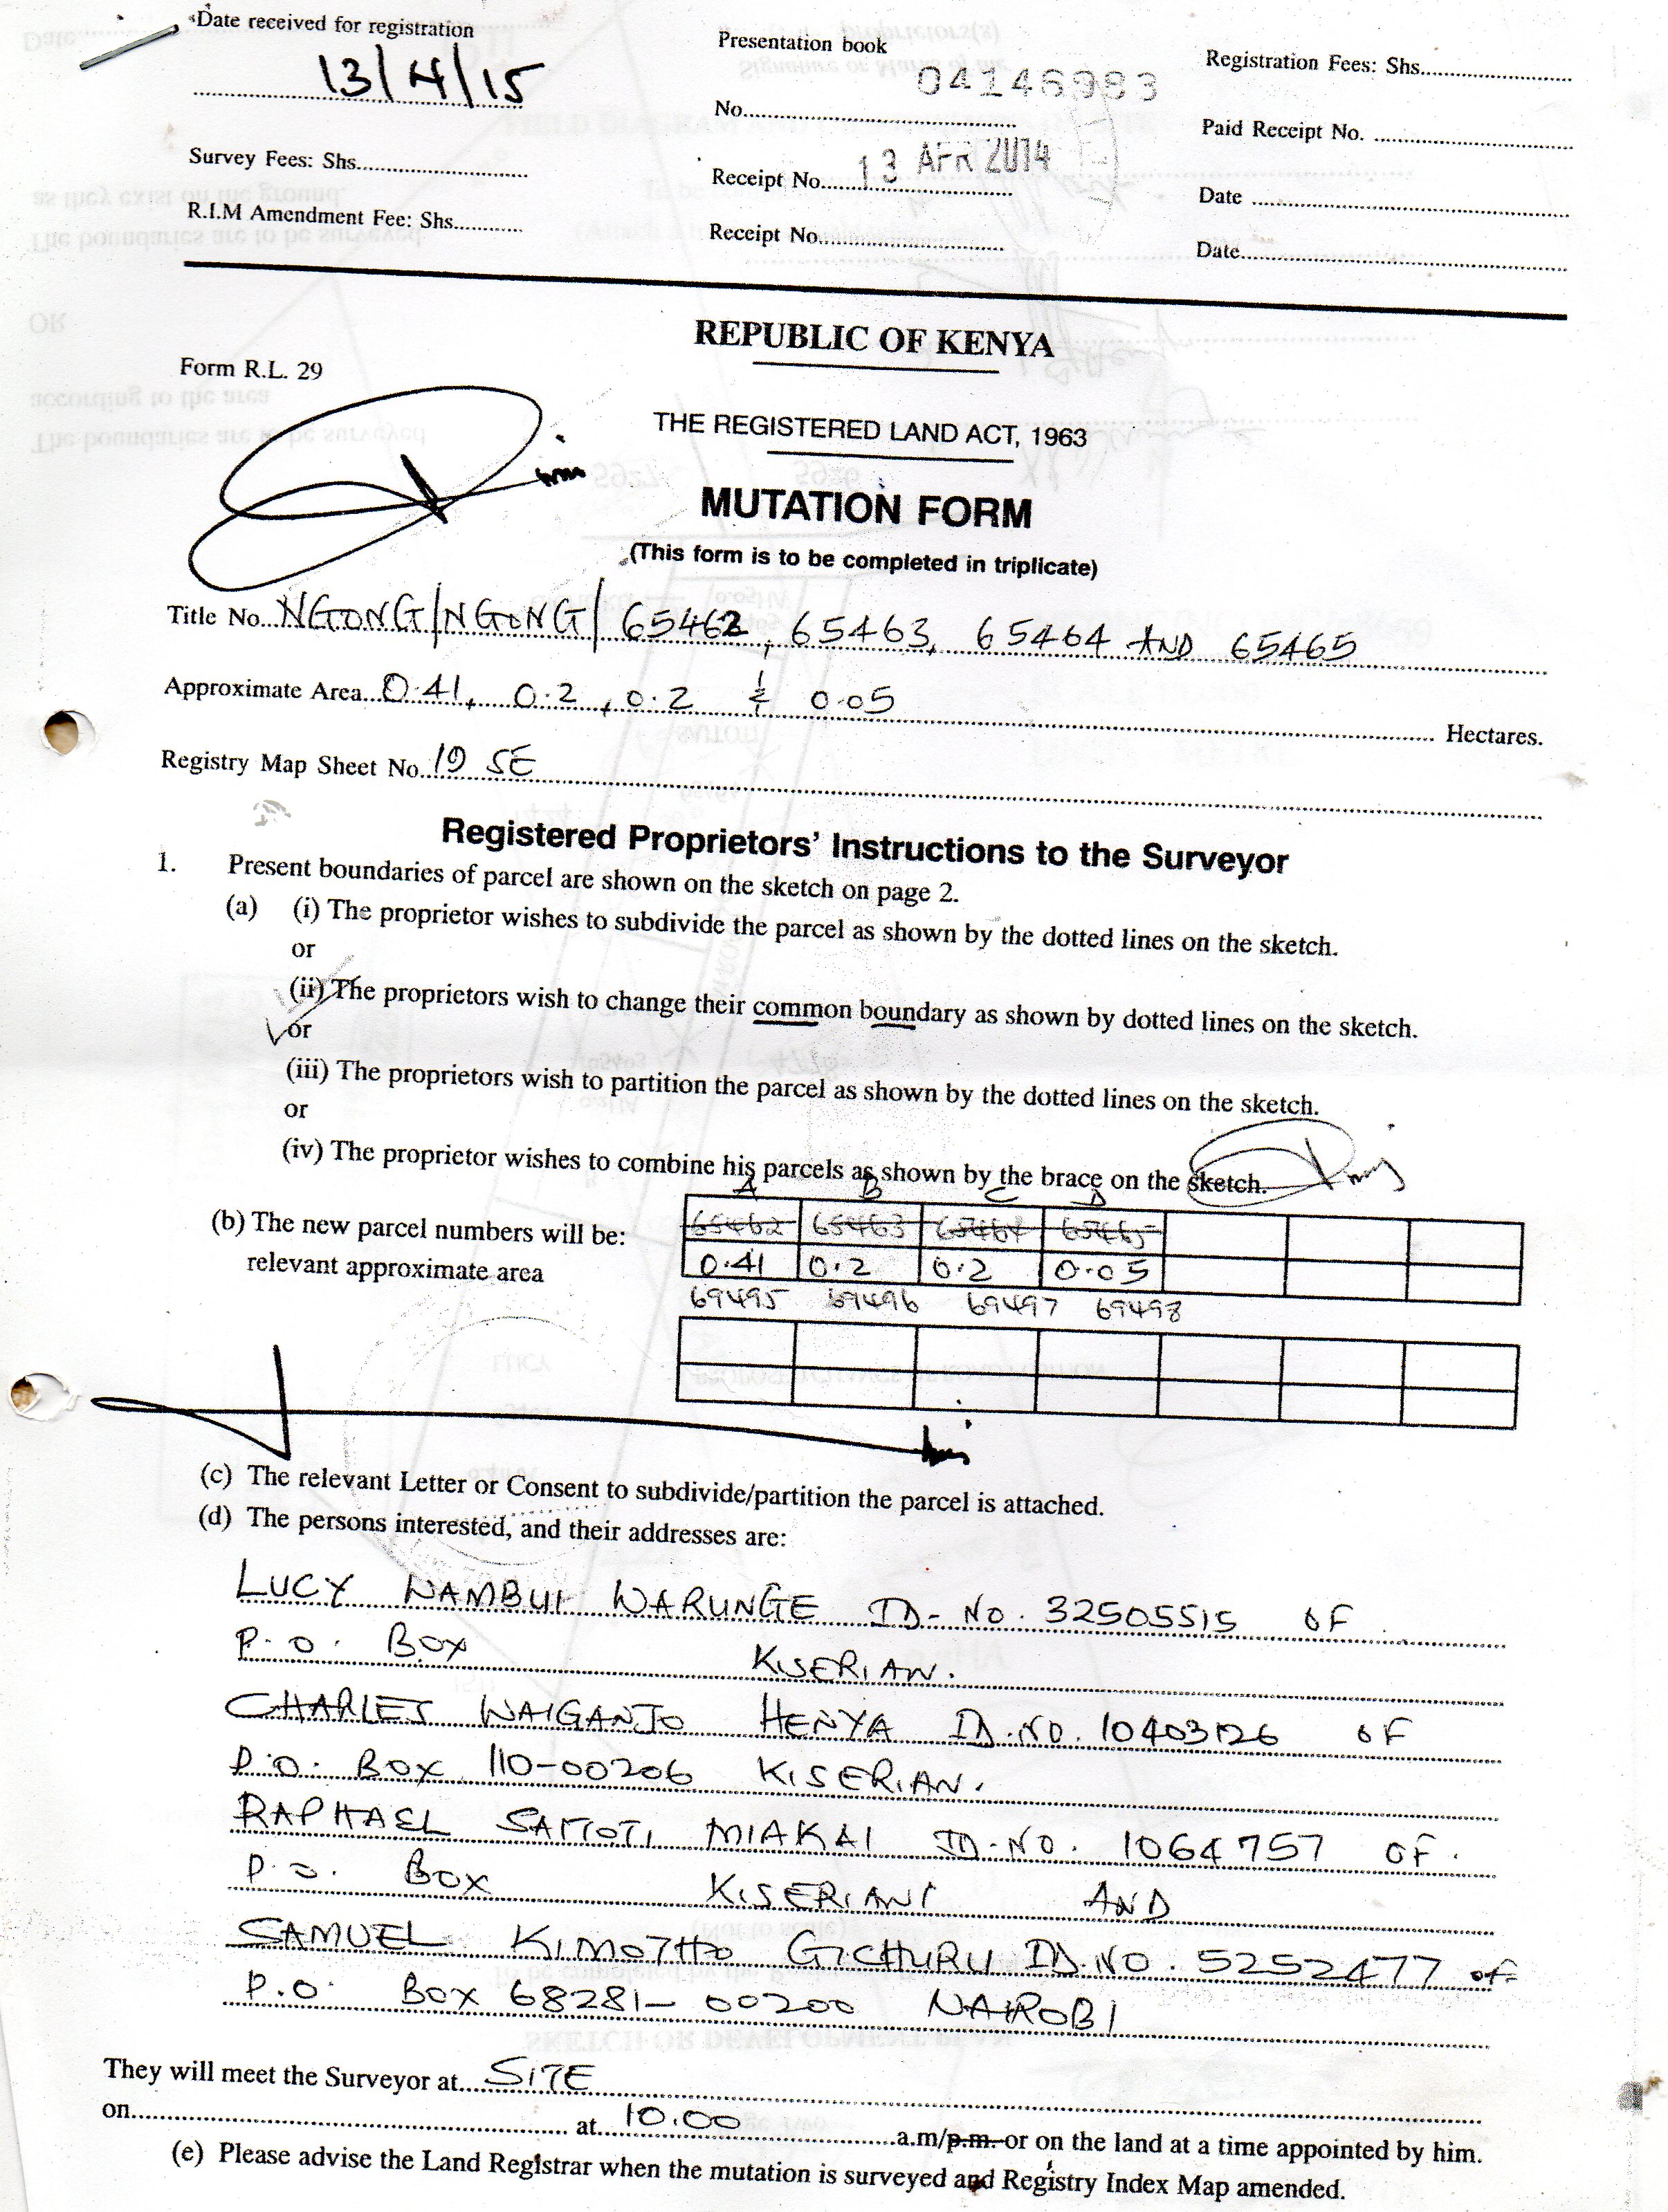 Date received for registration
13/4/15
Presentation book
04146983
No.
Registration Fees: Shs.
Paid Receipt No.
Survey Fees: Shs.
Receipt No. 13 APR 2014
Date
R.I.M Amendment Fee: Shs.
Receipt No.
Date
REPUBLIC OF KENYA
Form R.L. 29
THE REGISTERED LAND ACT, 1963
MUTATION FORM
(This form is to be completed in triplicate)
Title No. NGONG/NGONG/ 65462, 65463, 65464 AND 65465
Approximate Area 0.41, 0.2, 0.2 & 0.05 Hectares.
Registry Map Sheet No. 19 SE
Registered Proprietors' Instructions to the Surveyor
1. Present boundaries of parcel are shown on the sketch on page 2.
(a) (i) The proprietor wishes to subdivide the parcel as shown by the dotted lines on the sketch.
or
(ii) The proprietors wish to change their common boundary as shown by dotted lines on the sketch.
or
(iii) The proprietors wish to partition the parcel as shown by the dotted lines on the sketch.
or
(iv) The proprietor wishes to combine his parcels as shown by the brace on the sketch.
A B C D
(b) The new parcel numbers will be: 65462 65463 65464 65465
relevant approximate area 0.41 0.2 0.2 0.05
69495 69496 69497 69498
(c) The relevant Letter or Consent to subdivide/partition the parcel is attached.
(d) The persons interested, and their addresses are:
LUCY WAMBUI WARUNGE ID- No. 32505515 OF
P.O. BOX KISERIAN.
CHARLES WAIGANJO HENYA ID.NO. 10403126 OF
P.O. BOX 110-00206 KISERIAN.
RAPHAEL SAITOTI MIAKAI ID.NO. 1064757 OF
P.O. BOX KISERIAN AND
SAMUEL KIMOTHO GICHURU ID.NO. 5252477 of
P.O. BOX 68281-00200 NAIROBI
They will meet the Surveyor at SITE
on at 10.00 a.m/p.m. or on the land at a time appointed by him.
(e) Please advise the Land Registrar when the mutation is surveyed and Registry Index Map amended.